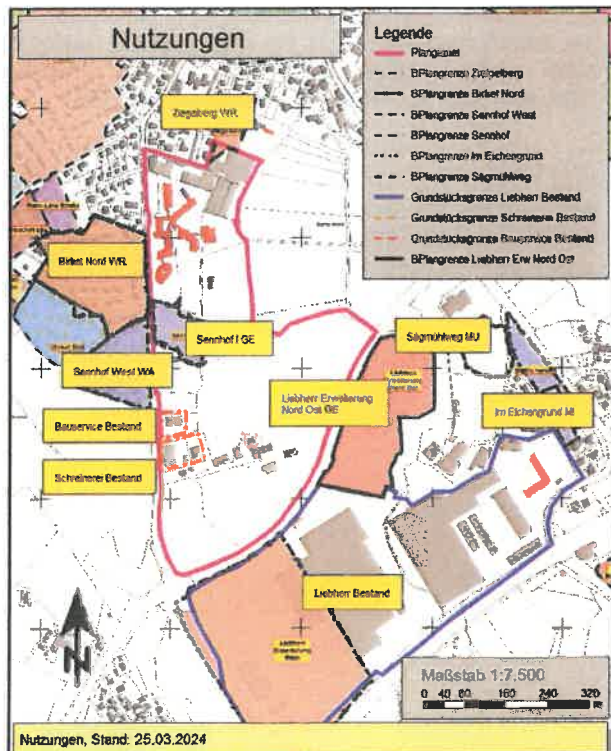 Nutzungen
Legende
Plangebiet
BPlangrenze Ziegelberg
BPlangrenze Birket Nord
BPlangrenze Sennhof West
BPlangrenze Sennhof
BPlangrenze Im Eichengrund
BPlangrenze Sägmühlweg
Grundstücksgrenze Liebherr Bestand
Grundstücksgrenze Schreinerei Bestand
Grundstücksgrenze Bauservice Bestand
BPlangrenze Liebherr Erw Nord Ost
Ziegelberg WR
Birket Nord WR
Sennhof I GE
Sägmühlweg MU
Sennhof West WA
Liebherr Erweiterung
Nord Ost GE
Im Eichengrund MI
Bauservice Bestand
Schreinerei Bestand
Liebherr Bestand
N
Maßstab 1:7.500
0 40 80 160 240 320
Nutzungen, Stand: 25.03.2024